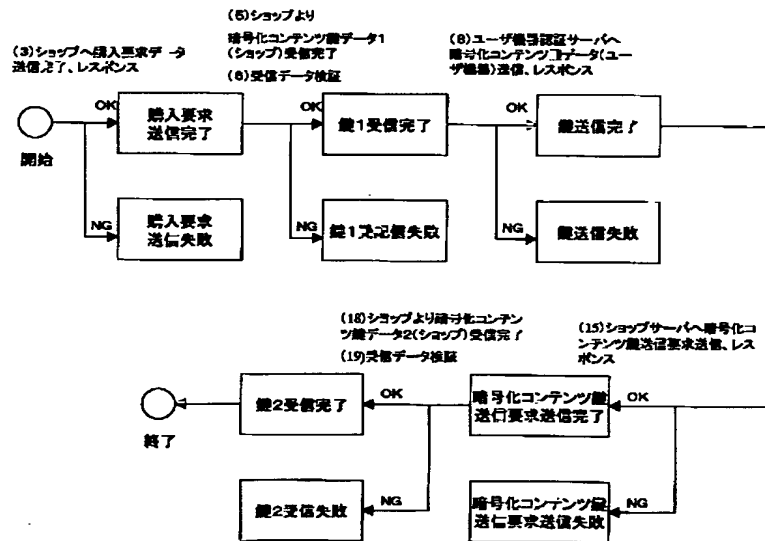 (5)ショップより
暗号化コンテンツ鍵データ1
(ショップ)受信完了
(6)受信データ検証
(3)ショップへ購入要求データ
送信完了、レスポンス
(8)ユーザ機器認証サーバへ
暗号化コンテンツ データ(ユー
ザ機器)送信、レスポンス
OK
購入要求
送信完了
OK
鍵1受信完了
OK
鍵送信完了
開始
NG
購入要求
送信失敗
NG
鍵1受 信失敗
NG
鍵送信失敗
(18)ショップより暗号化コンテン
ツ鍵データ2(ショップ)受信完了
(19)受信データ検証
(15)ショップサーバへ暗号化コ
ンテンツ鍵送信要求送信、レス
ポンス
鍵2受信完了
OK
暗号化コンテンツ鍵
送信要求送信完了
OK
終了
鍵2受信失敗
NG
暗号化コンテンツ鍵
送信要求送信失敗
NG